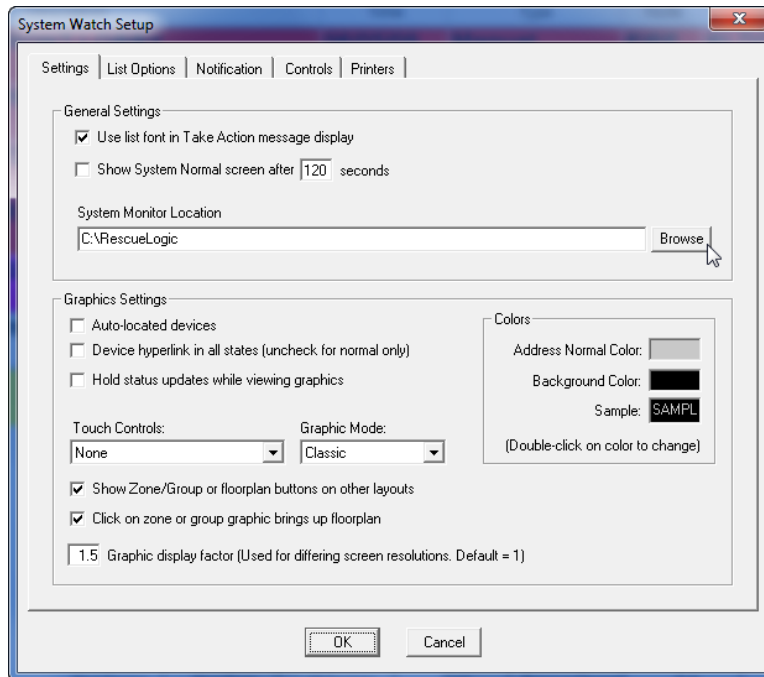 System Watch Setup
Settings List Options Notification Controls Printers
General Settings
Use list font in Take Action message display
Show System Normal screen after 120 seconds
System Monitor Location
C:\RescueLogic Browse
Graphics Settings
Auto-located devices
Device hyperlink in all states (uncheck for normal only)
Hold status updates while viewing graphics
Colors
Address Normal Color:
Background Color:
Sample: SAMPL
(Double-click on color to change)
Touch Controls: Graphic Mode:
None Classic
Show Zone/Group or floorplan buttons on other layouts
Click on zone or group graphic brings up floorplan
1.5 Graphic display factor (Used for differing screen resolutions. Default = 1)
OK Cancel